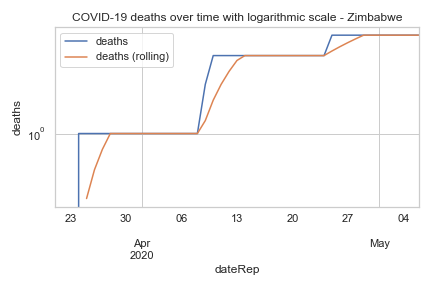 COVID-19 deaths over time with logarithmic scale - Zimbabwe
deaths
deaths (rolling)
deaths
10⁰
23 30 06 13 20 27 04
Apr May
2020
dateRep